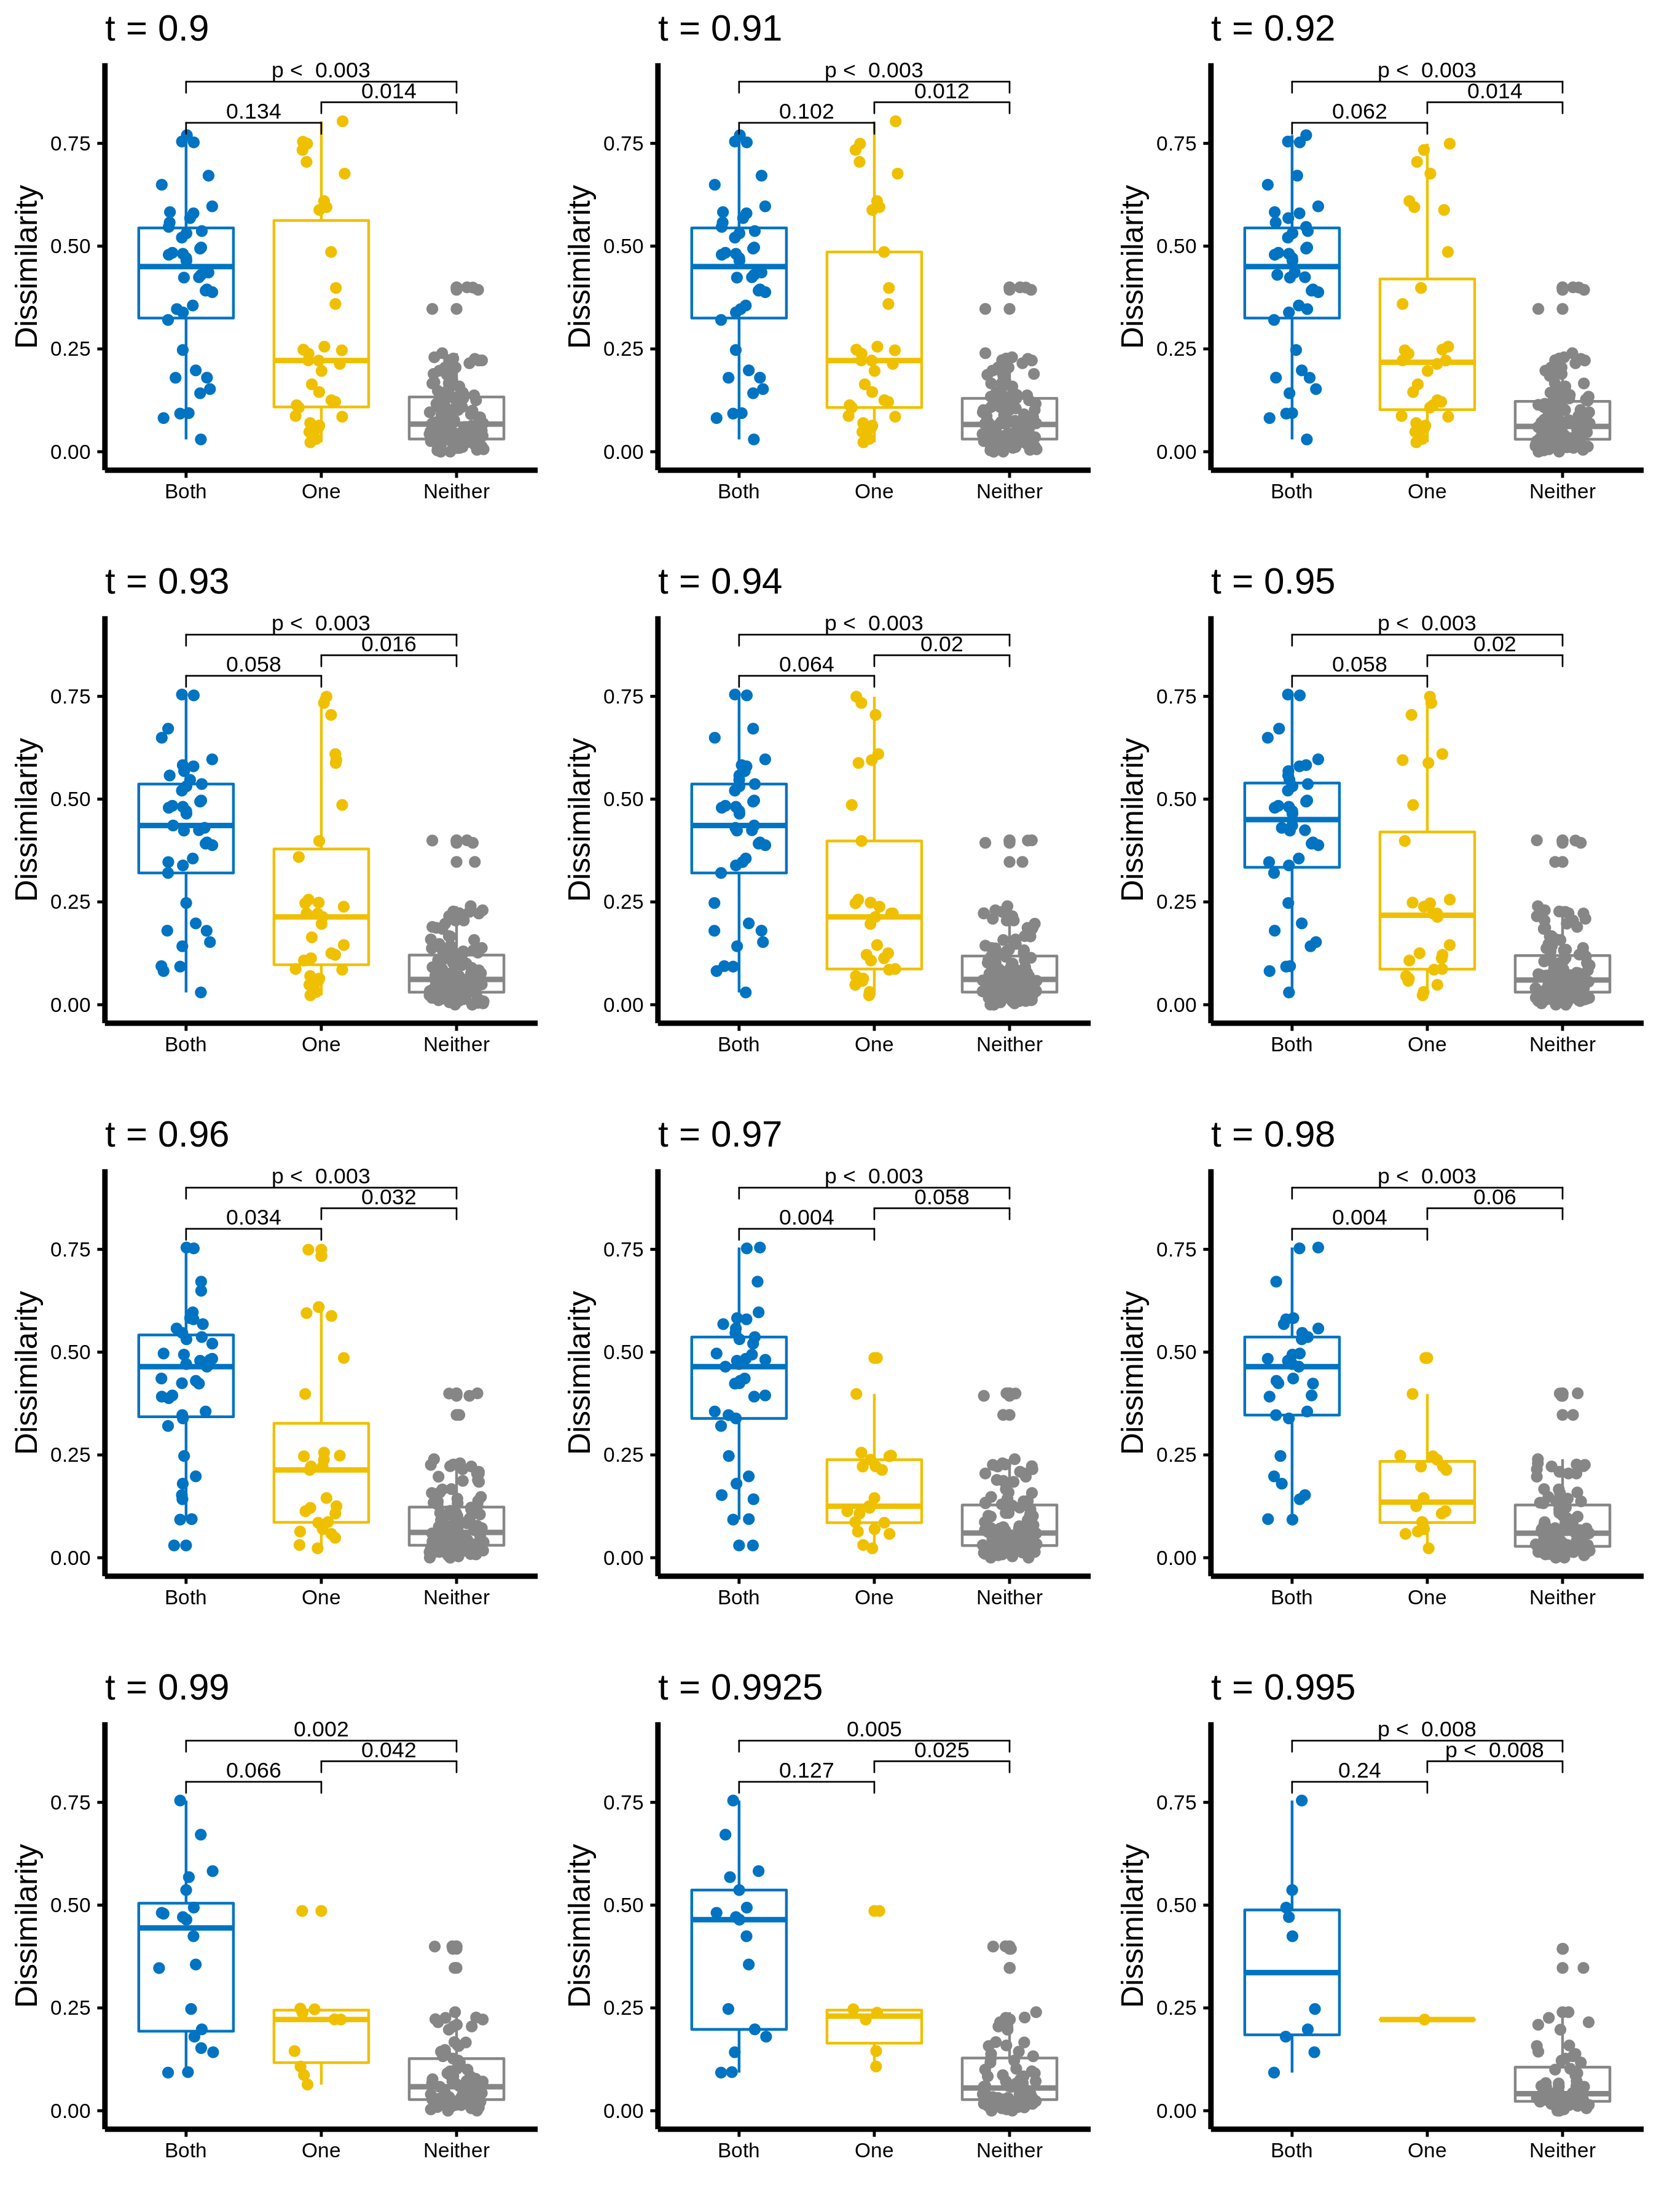 t = 0.9
p < 0.003
0.014
0.134
0.75
0.50
0.25
0.00
Dissimilarity
Both One Neither
t = 0.91
p < 0.003
0.012
0.102
0.75
0.50
0.25
0.00
Dissimilarity
Both One Neither
t = 0.92
p < 0.003
0.014
0.062
0.75
0.50
0.25
0.00
Dissimilarity
Both One Neither
t = 0.93
p < 0.003
0.016
0.058
0.75
0.50
0.25
0.00
Dissimilarity
Both One Neither
t = 0.94
p < 0.003
0.02
0.064
0.75
0.50
0.25
0.00
Dissimilarity
Both One Neither
t = 0.95
p < 0.003
0.02
0.058
0.75
0.50
0.25
0.00
Dissimilarity
Both One Neither
t = 0.96
p < 0.003
0.032
0.034
0.75
0.50
0.25
0.00
Dissimilarity
Both One Neither
t = 0.97
p < 0.003
0.058
0.004
0.75
0.50
0.25
0.00
Dissimilarity
Both One Neither
t = 0.98
p < 0.003
0.06
0.004
0.75
0.50
0.25
0.00
Dissimilarity
Both One Neither
t = 0.99
0.002
0.042
0.066
0.75
0.50
0.25
0.00
Dissimilarity
Both One Neither
t = 0.9925
0.005
0.025
0.127
0.75
0.50
0.25
0.00
Dissimilarity
Both One Neither
t = 0.995
p < 0.008
p < 0.008
0.24
0.75
0.50
0.25
0.00
Dissimilarity
Both One Neither